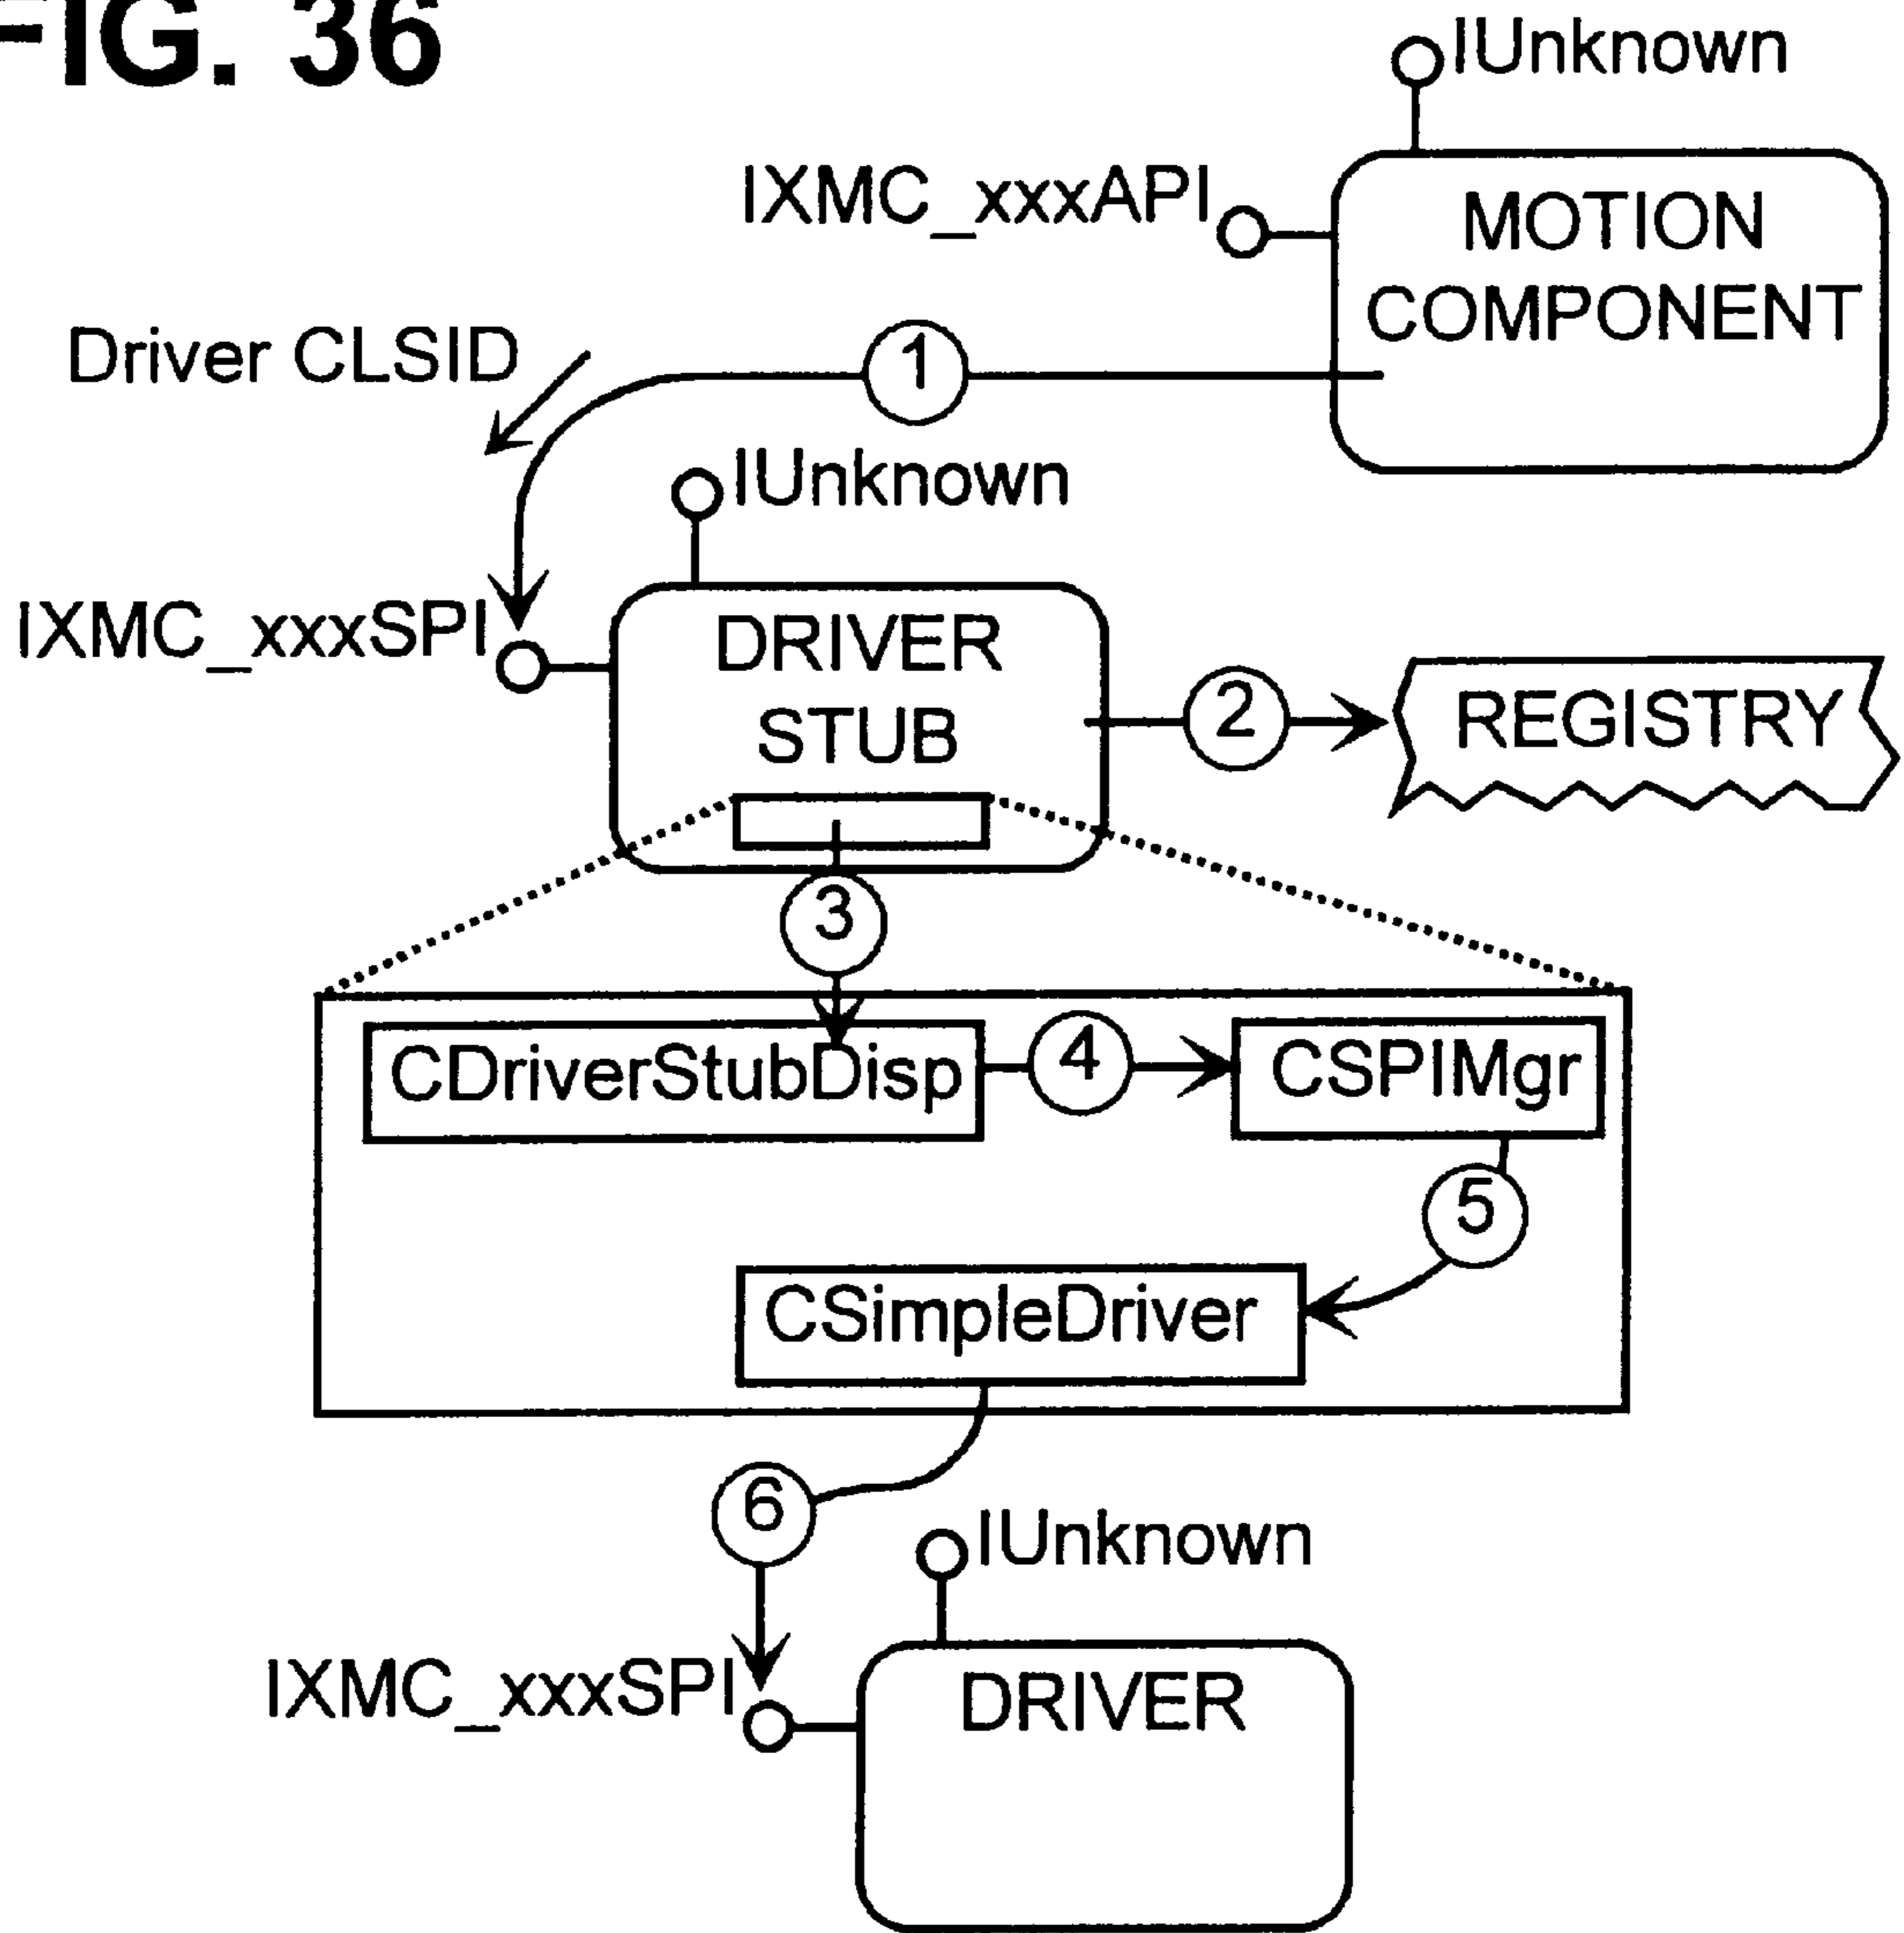 FIG. 36
IUnknown
IXMC_xxxAPI
MOTION
COMPONENT
Driver CLSID
1
IUnknown
IXMC_xxxSPI
DRIVER
STUB
2
REGISTRY
3
CDriverStubDisp
4
CSPIMgr
5
CSimpleDriver
6
IUnknown
IXMC_xxxSPI
DRIVER